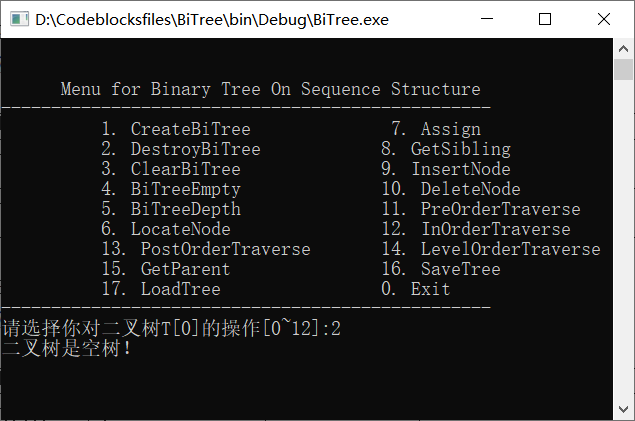 D:\Codeblocksfiles\BiTree\bin\Debug\BiTree.exe
Menu for Binary Tree On Sequence Structure
-------------------------------------------------
1. CreateBiTree 7. Assign
2. DestroyBiTree 8. GetSibling
3. ClearBiTree 9. InsertNode
4. BiTreeEmpty 10. DeleteNode
5. BiTreeDepth 11. PreOrderTraverse
6. LocateNode 12. InOrderTraverse
13. PostOrderTraverse 14. LevelOrderTraverse
15. GetParent 16. SaveTree
17. LoadTree 0. Exit
-------------------------------------------------
请选择你对二叉树T[0]的操作[0~12]:2
二叉树是空树!